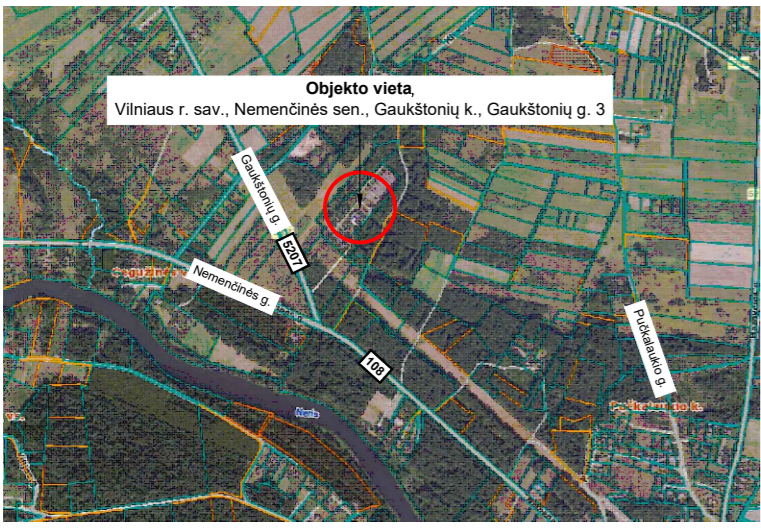 Objekto vieta,
Vilniaus r. sav., Nemenčinės sen., Gaukštonių k., Gaukštonių g. 3
Gaukštonių g.
5207
Nemenčinės g.
108
Pučkalaukio g.
Neris